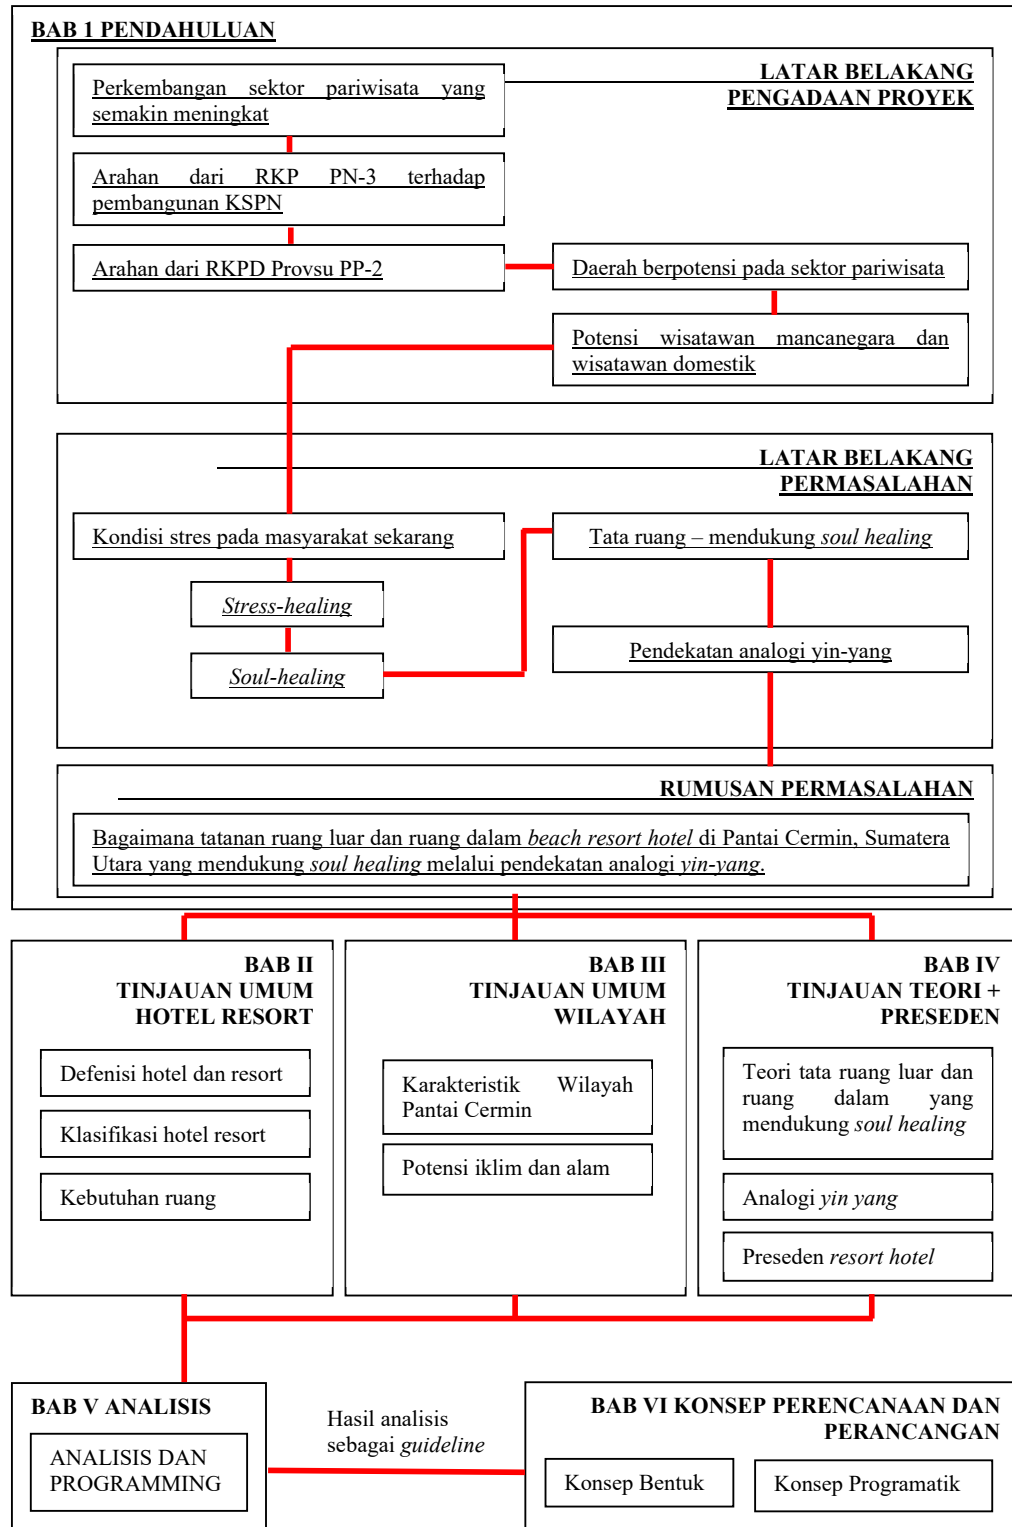 BAB 1 PENDAHULUAN
LATAR BELAKANG
PENGADAAN PROYEK
Perkembangan sektor pariwisata yang
semakin meningkat
Arahan dari RKP PN-3 terhadap
pembangunan KSPN
Arahan dari RKPD Provsu PP-2
Daerah berpotensi pada sektor pariwisata
Potensi wisatawan mancanegara dan
wisatawan domestik
LATAR BELAKANG
PERMASALAHAN
Kondisi stres pada masyarakat sekarang
Stress-healing
Soul-healing
Tata ruang – mendukung soul healing
Pendekatan analogi yin-yang
RUMUSAN PERMASALAHAN
Bagaimana tatanan ruang luar dan ruang dalam beach resort hotel di Pantai Cermin, Sumatera
Utara yang mendukung soul healing melalui pendekatan analogi yin-yang.
BAB II
TINJAUAN UMUM
HOTEL RESORT
Defenisi hotel dan resort
Klasifikasi hotel resort
Kebutuhan ruang
BAB III
TINJAUAN UMUM
WILAYAH
Karakteristik Wilayah
Pantai Cermin
Potensi iklim dan alam
BAB IV
TINJAUAN TEORI +
PRESEDEN
Teori tata ruang luar dan
ruang dalam yang
mendukung soul healing
Analogi yin yang
Preseden resort hotel
BAB V ANALISIS
ANALISIS DAN
PROGRAMMING
Hasil analisis
sebagai guideline
BAB VI KONSEP PERENCANAAN DAN
PERANCANGAN
Konsep Bentuk
Konsep Programatik